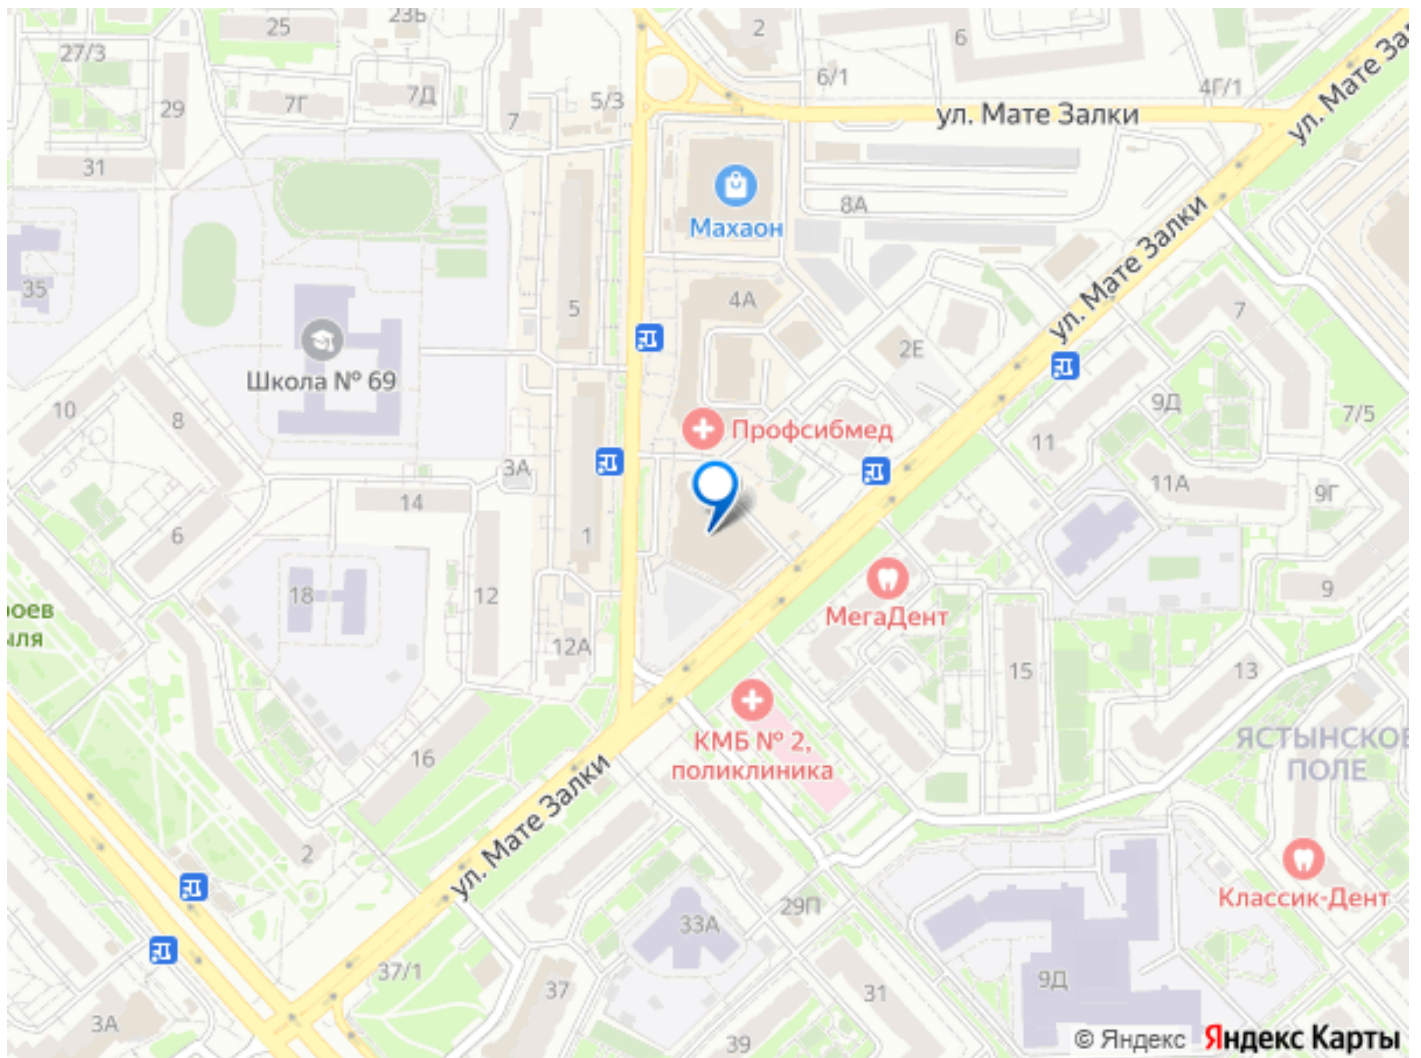 25
23Б
27/3
29
7Г
7Д
7
5/3
2
6
6/1
4Г/1
ул. Мате Залки
ул. Мате За
31
Махаон
8А
ул. Мате Залки
35
5
4А
7
Школа № 69
2Е
10
8
9Д
7/5
11
Профсибмед
3А
14
11А
9Г
6
1
18
12
9
роев
ыля
МегаДент
12А
15
13
16
КМБ № 2,
поликлиника
ЯСТЫНСКОЕ
ПОЛЕ
ул. Мате Залки
2
Классик-Дент
29П
33А
37/1
37
31
9Д
3А
39
© Яндекс Яндекс Карты